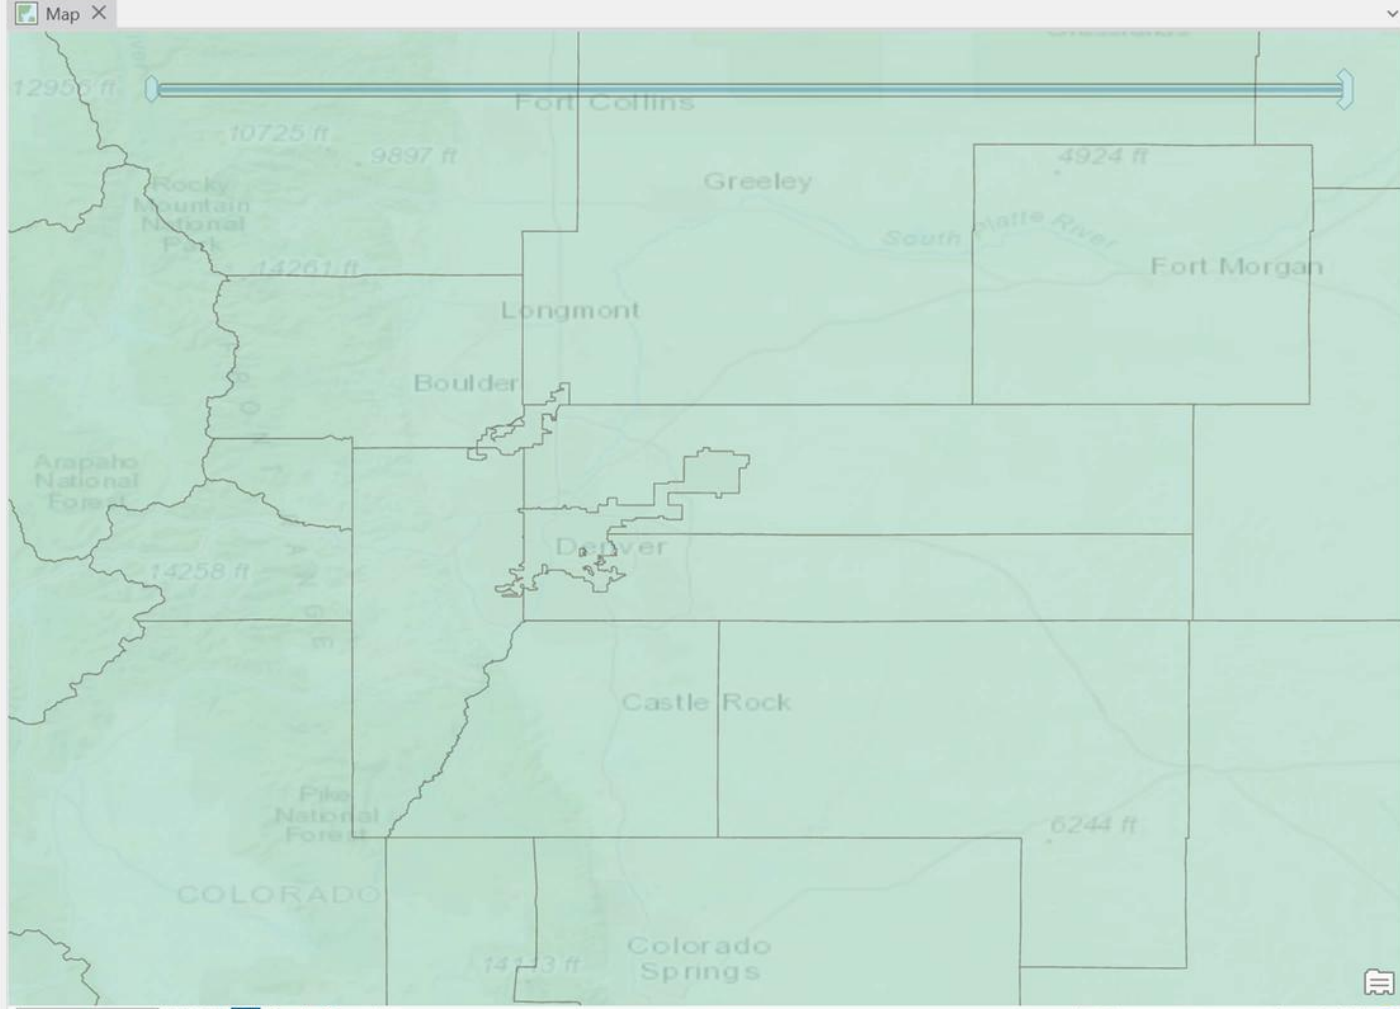 Map
12955 ft
Fort Collins
10725 ft
9897 ft
4924 ft
Greeley
Rocky
Mountain
National
Park
South Platte River
14261 ft
Fort Morgan
Longmont
Boulder
Arapaho
National
Forest
Denver
14258 ft
RANGE
Castle Rock
Pike
National
Forest
6244 ft
COLORADO
Colorado
Springs